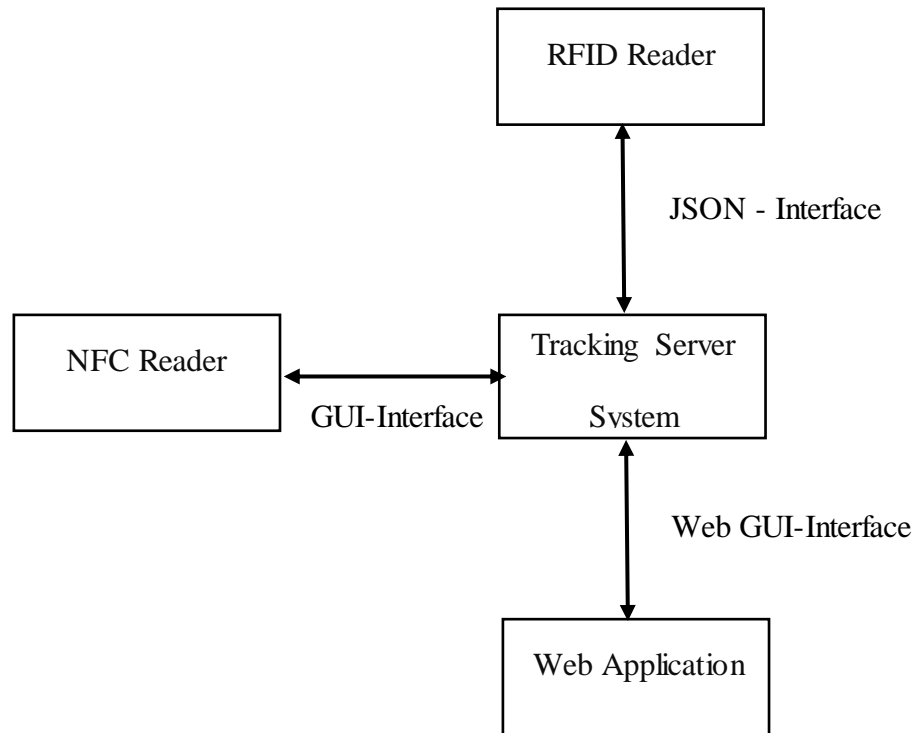 RFID Reader
JSON - Interface
NFC Reader
Tracking Server
GUI-Interface
System
Web GUI-Interface
Web Application